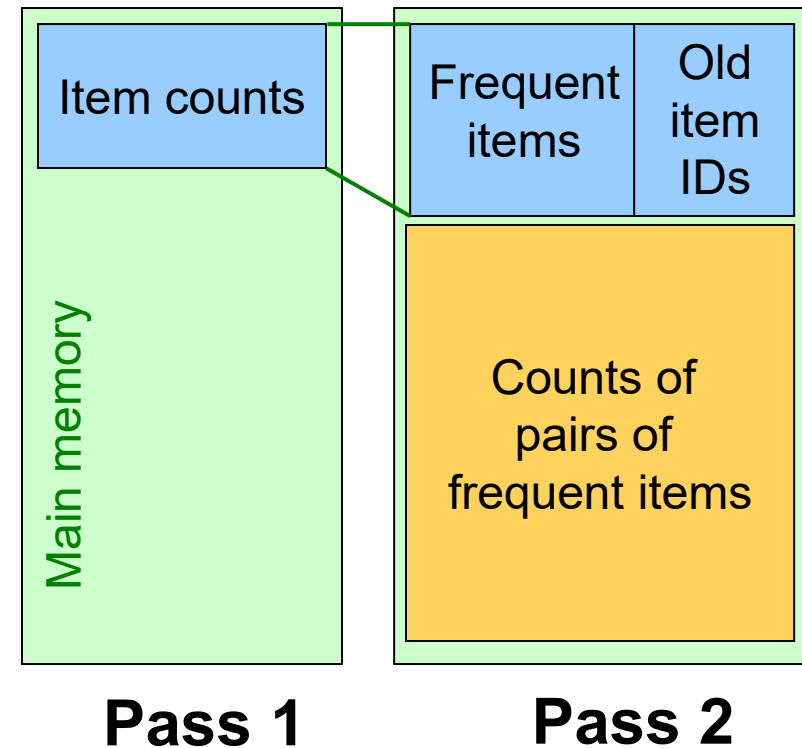 Item counts
Main memory
Frequent
items
Old
item
IDs
Counts of
pairs of
frequent items
Pass 1
Pass 2